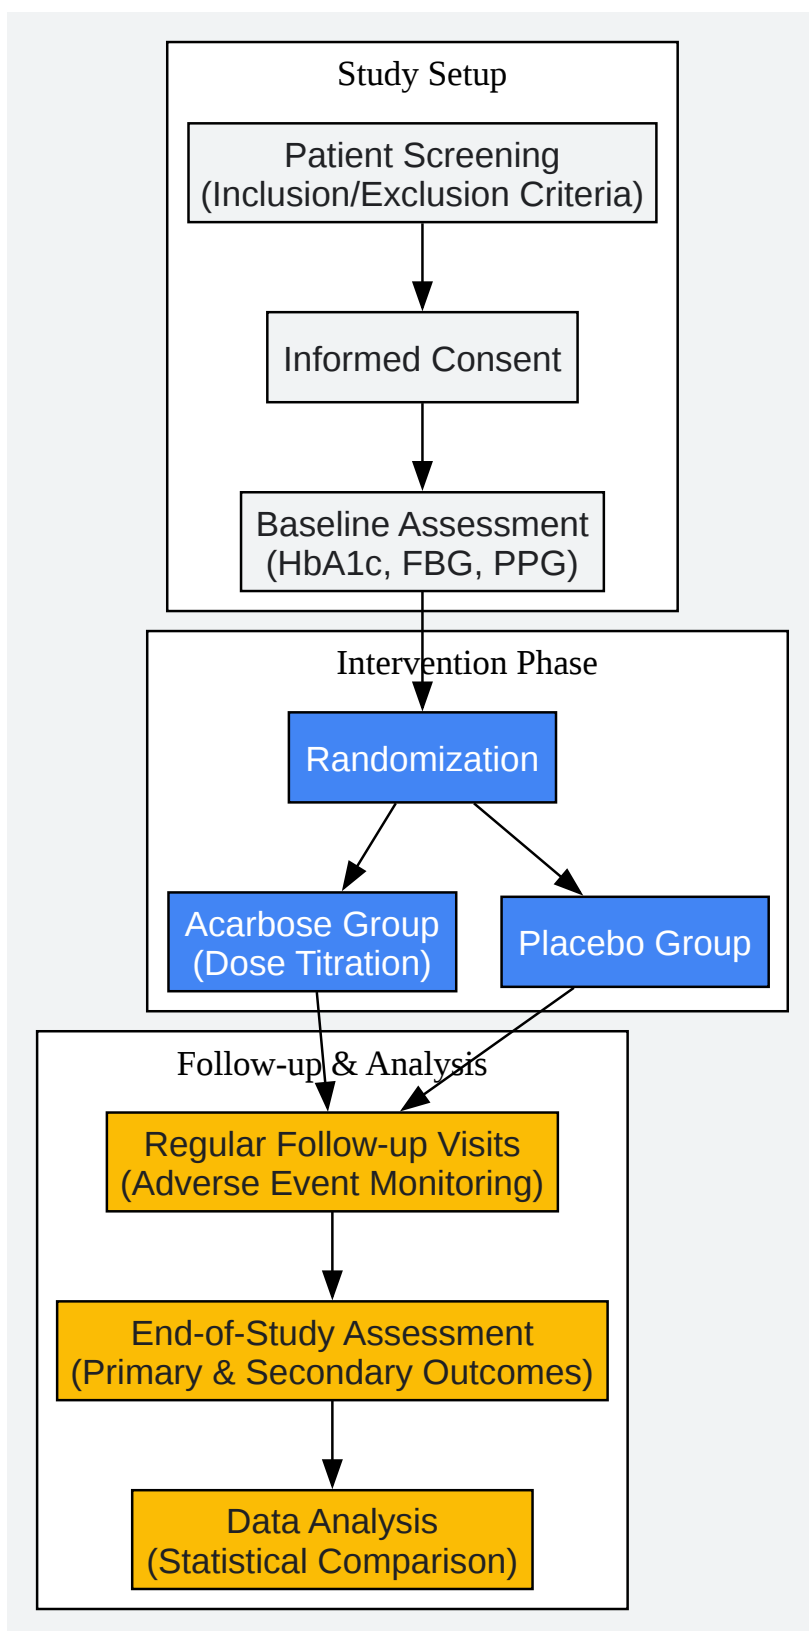 Study Setup
Patient Screening
(Inclusion/Exclusion Criteria)
Informed Consent
Baseline Assessment
(HbA1c, FBG, PPG)
Intervention Phase
Randomization
Acarbose Group
(Dose Titration)
Placebo Group
Follow-up & Analysis
Regular Follow-up Visits
(Adverse Event Monitoring)
End-of-Study Assessment
(Primary & Secondary Outcomes)
Data Analysis
(Statistical Comparison)